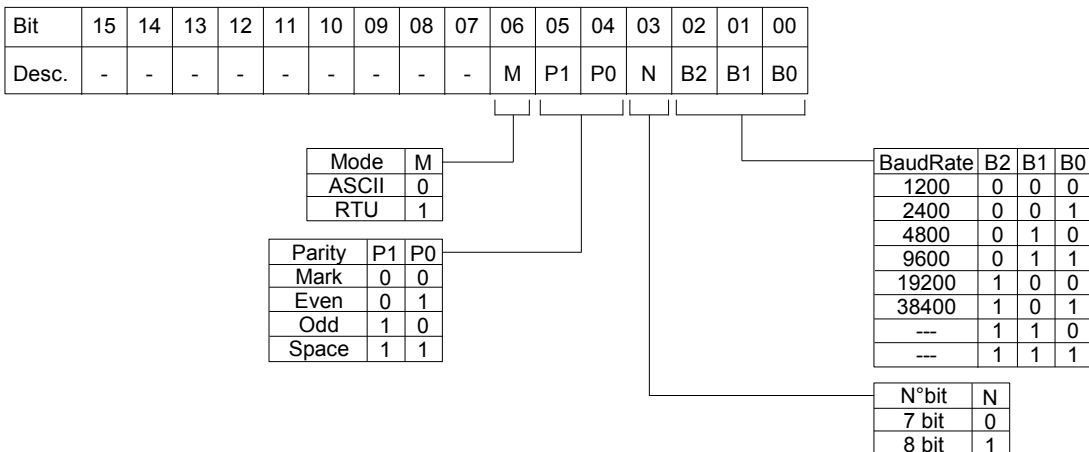 Bit 15 14 13 12 11 10 09 08 07 06 05 04 03 02 01 00
Desc. - - - - - - - - - M P1 P0 N B2 B1 B0
Mode M
ASCII 0
RTU 1
Parity P1 P0
Mark 0 0
Even 0 1
Odd 1 0
Space 1 1
BaudRate B2 B1 B0
1200 0 0 0
2400 0 0 1
4800 0 1 0
9600 0 1 1
19200 1 0 0
38400 1 0 1
--- 1 1 0
--- 1 1 1
N°bit N
7 bit 0
8 bit 1